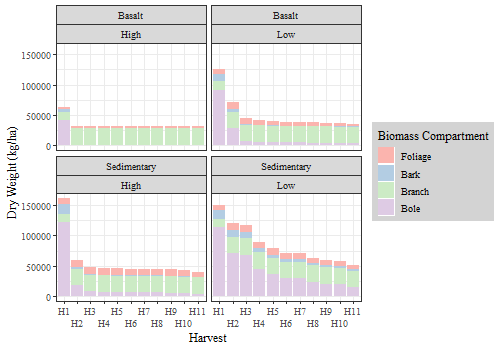 Basalt
Basalt
High
Low
150000
100000
50000
0
Sedimentary
Sedimentary
High
Low
150000
100000
50000
0
H1 H3 H5 H7 H9 H11
H2 H4 H6 H8 H10
H1 H3 H5 H7 H9 H11
H2 H4 H6 H8 H10
Harvest
Dry Weight (kg/ha)
Biomass Compartment
Foliage
Bark
Branch
Bole